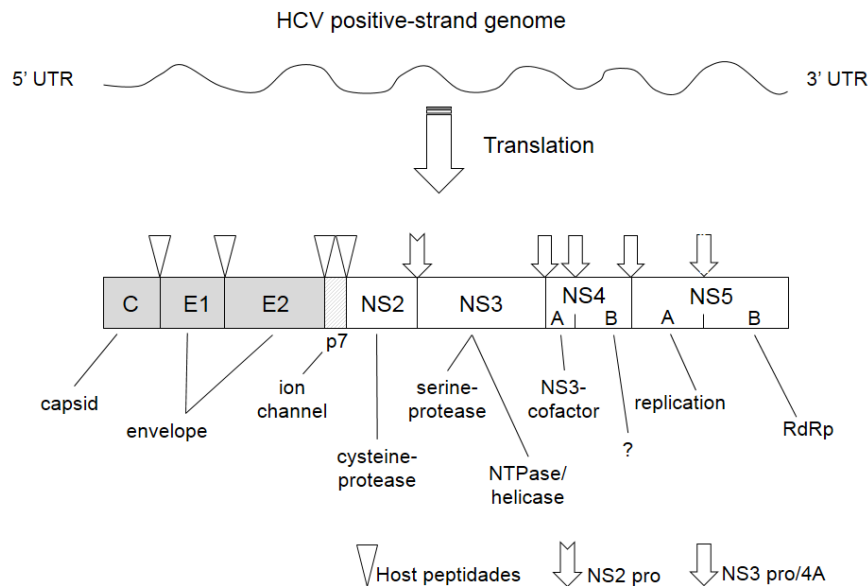 HCV positive-strand genome
5' UTR
3' UTR
Translation
C
E1
E2
NS2
NS3
NS4
NS5
A
B
A
B
p7
capsid
envelope
ion
channel
cysteine-
protease
serine-
protease
NTPase/
helicase
NS3-
cofactor
?
replication
RdRp
Host peptidades
NS2 pro
NS3 pro/4A